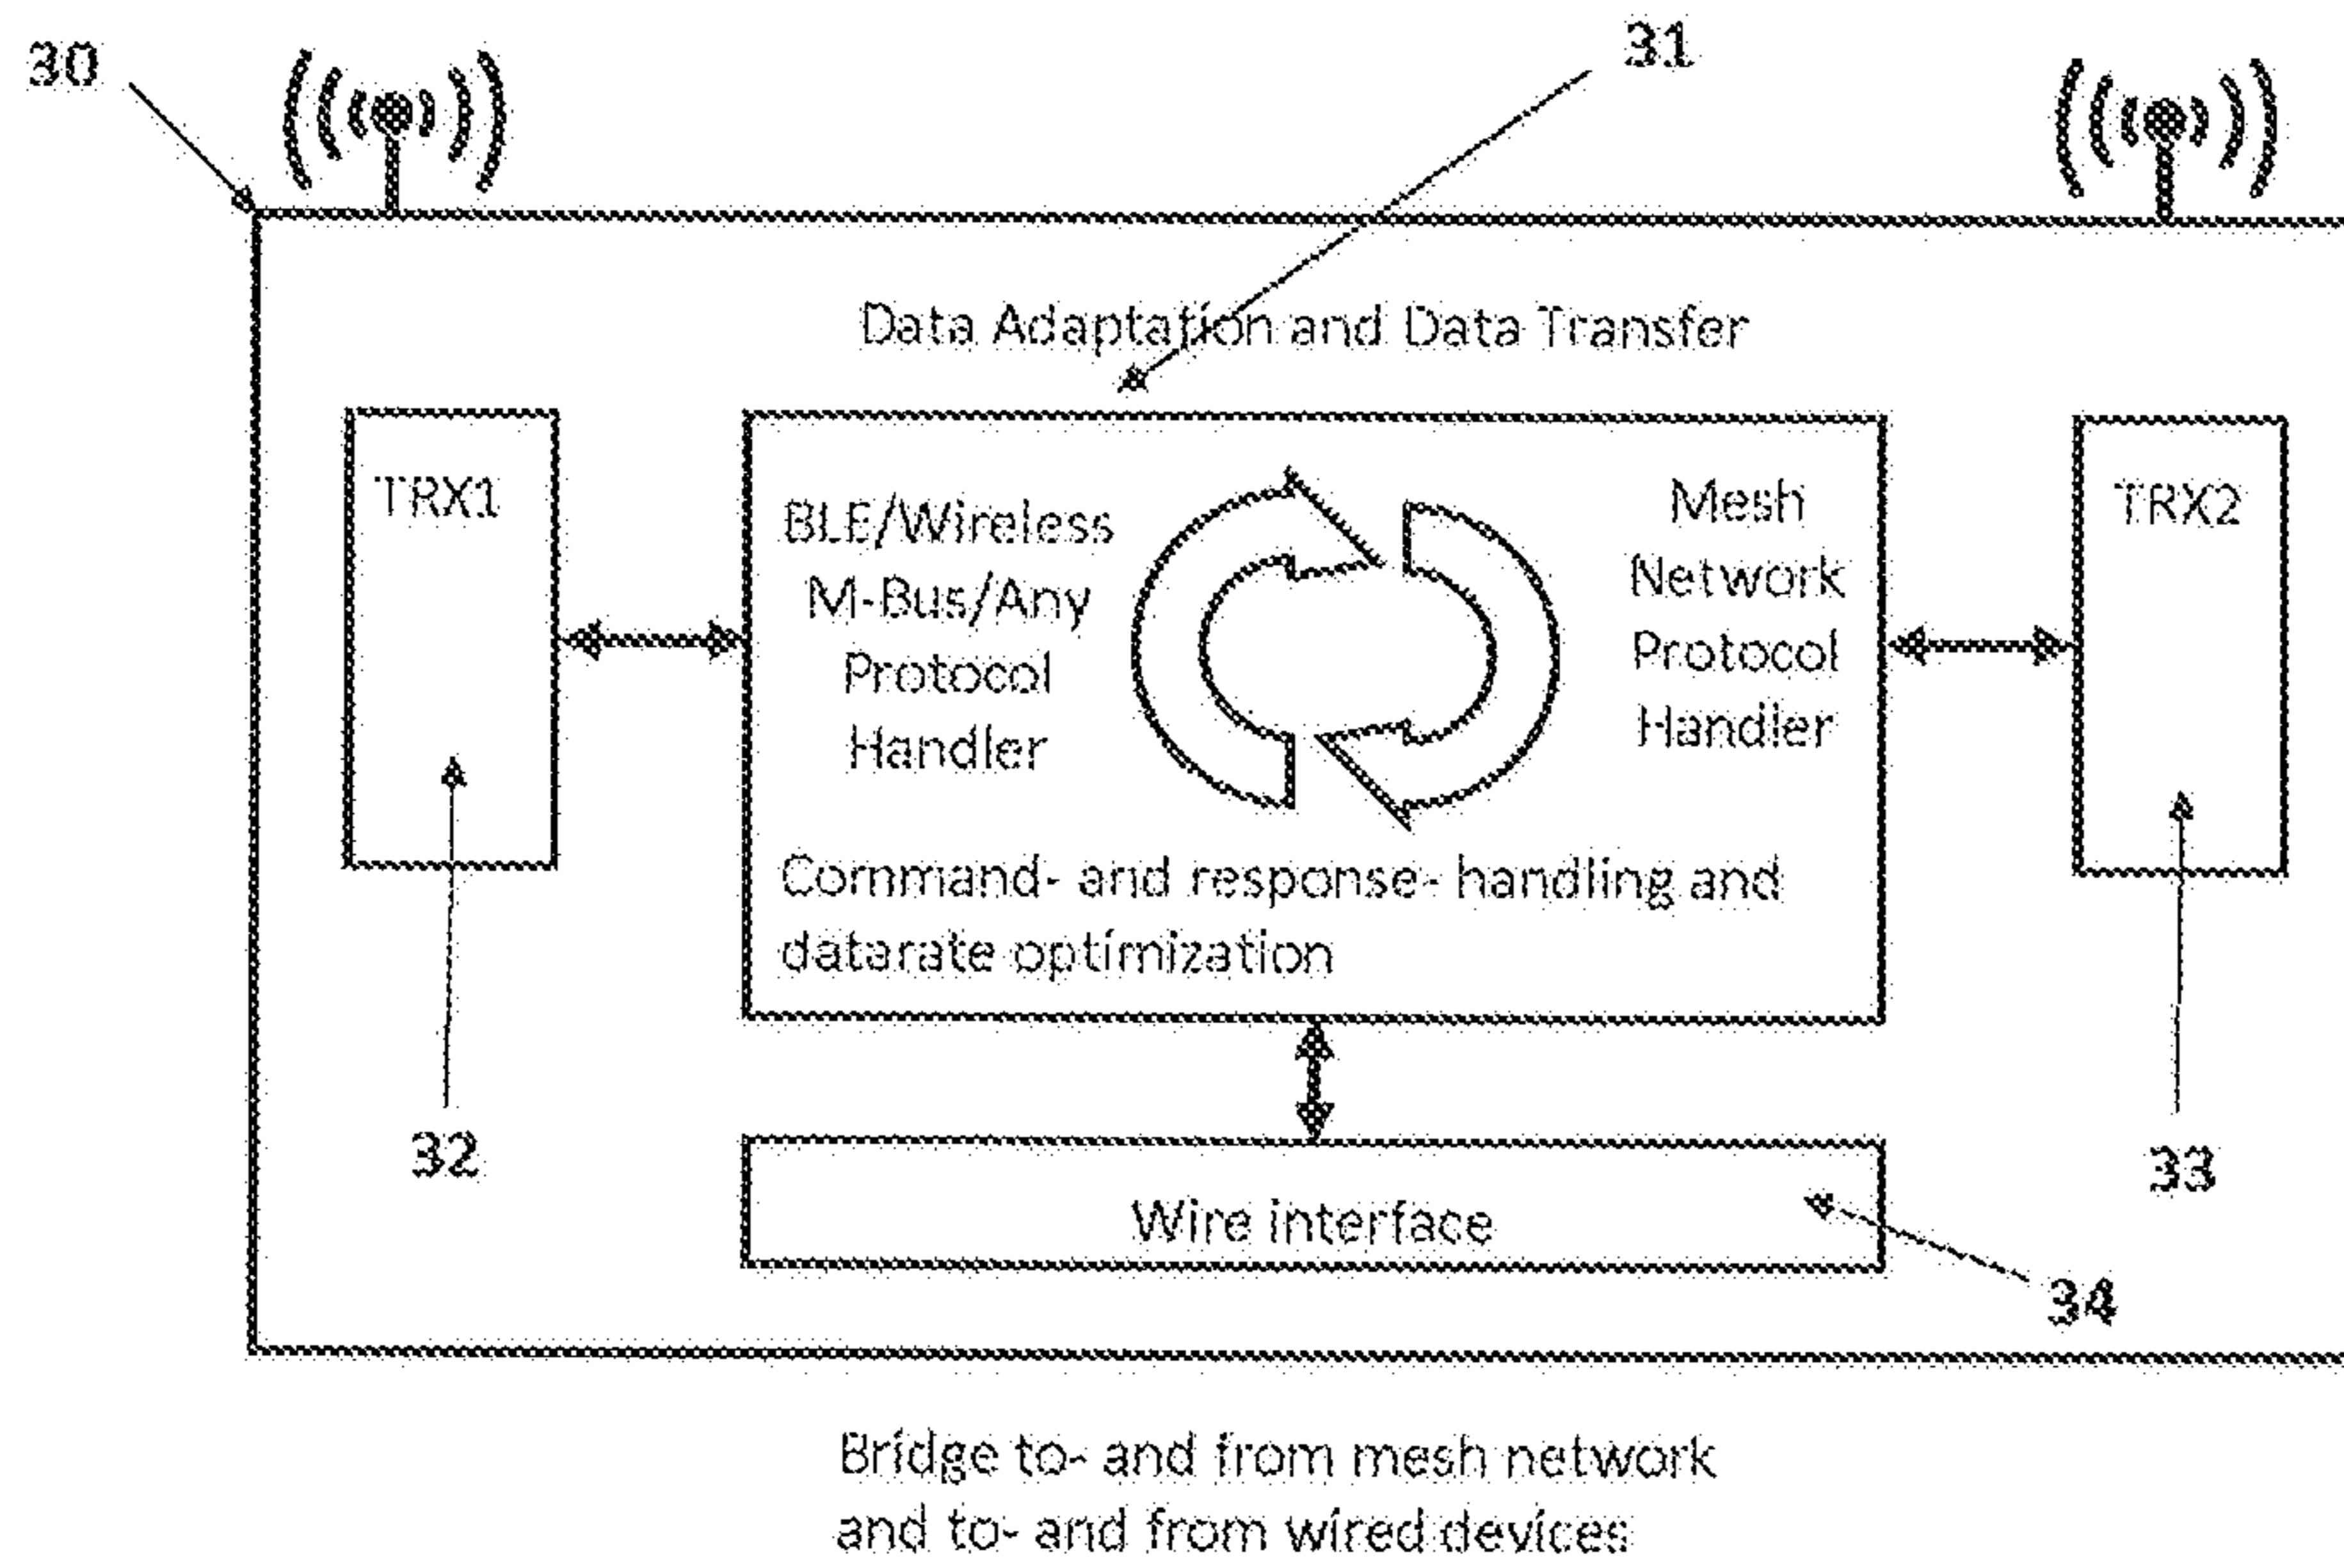 30
31
Data Adaptation and Data Transfer
TRX1
BLE/Wireless
M-Bus/Any
Protocol
Handler
Mesh
Network
Protocol
Handler
TRX2
Command- and response- handling and
datarate optimization
32
33
Wire interface
34
Bridge to- and from mesh network
and to- and from wired devices